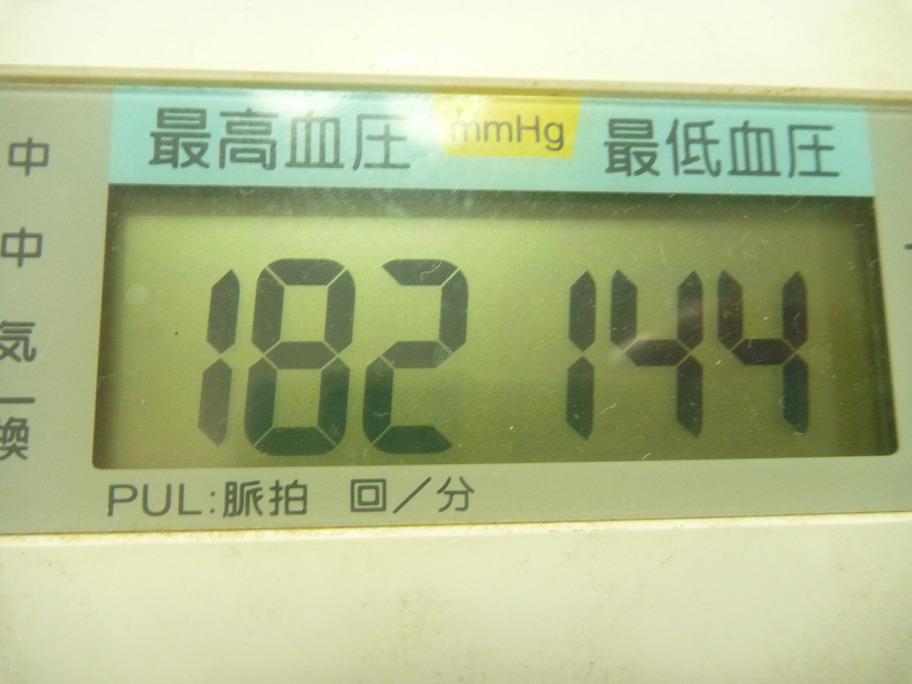 最高血圧 mmHg 最低血圧
中
中
182 144
気
換
PUL:脈拍 回/分